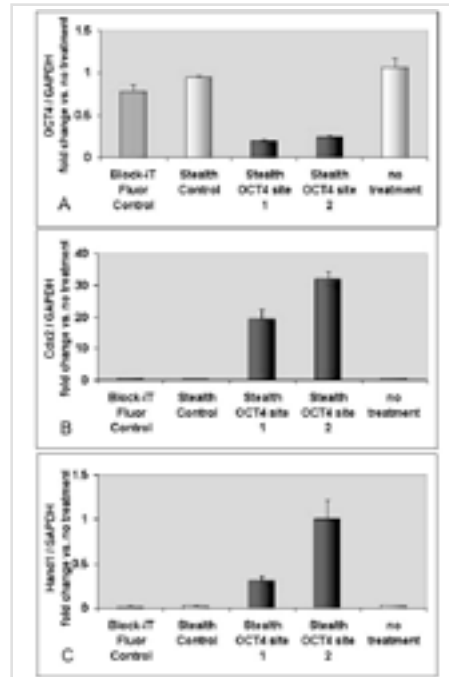 OCT4 / GAPDH
fold change vs. no treatment
1.5
1
0.5
0
Block-iT Fluor Control
Stealth Control
Stealth OCT4 site 1
Stealth OCT4 site 2
no treatment
A
Cdx2 / GAPDH
fold change vs. no treatment
40
30
20
10
0
Block-iT Fluor Control
Stealth Control
Stealth OCT4 site 1
Stealth OCT4 site 2
no treatment
B
Hand1 / GAPDH
fold change vs. no treatment
1.5
1
0.5
0
Block-iT Fluor Control
Stealth Control
Stealth OCT4 site 1
Stealth OCT4 site 2
no treatment
C